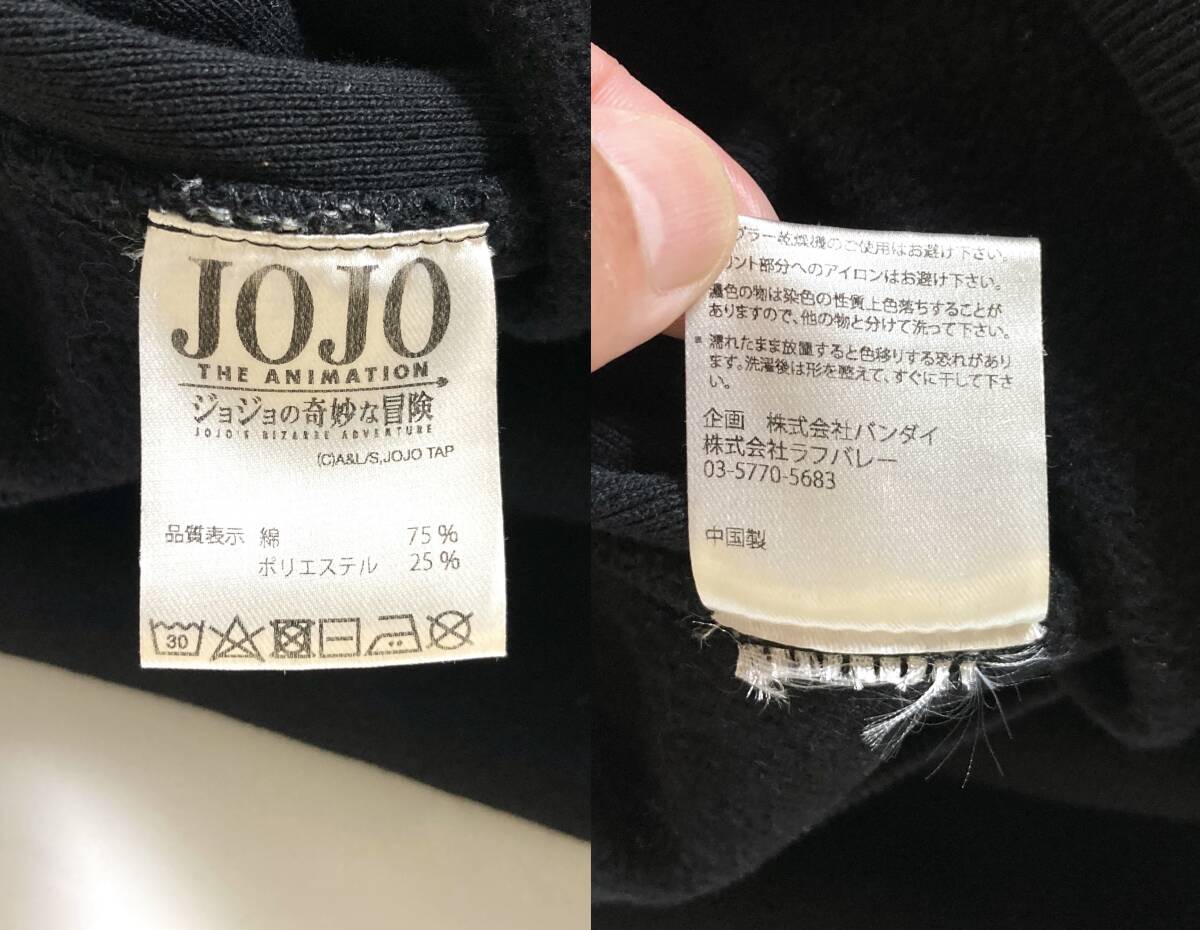 JOJO
THE ANIMATION
ジョジョの奇妙な冒険
JOJO'S BIZARRE ADVENTURE
(C)A&L/S,JOJO TAP
品質表示 綿 75%
ポリエステル 25%
30
ブラー乾燥機のご使用はお避け下さい。
リント部分へのアイロンはお避け下さい。
濃色の物は染色の性質上色落ちすることが
ありますので、他の物と分けて洗って下さい。
* 濡れたまま放置すると色移りする恐れがあり
ます。洗濯後は形を整えて、すぐに干して下さ
い。
企画 株式会社バンダイ
株式会社ラフバレー
03-5770-5683
中国製